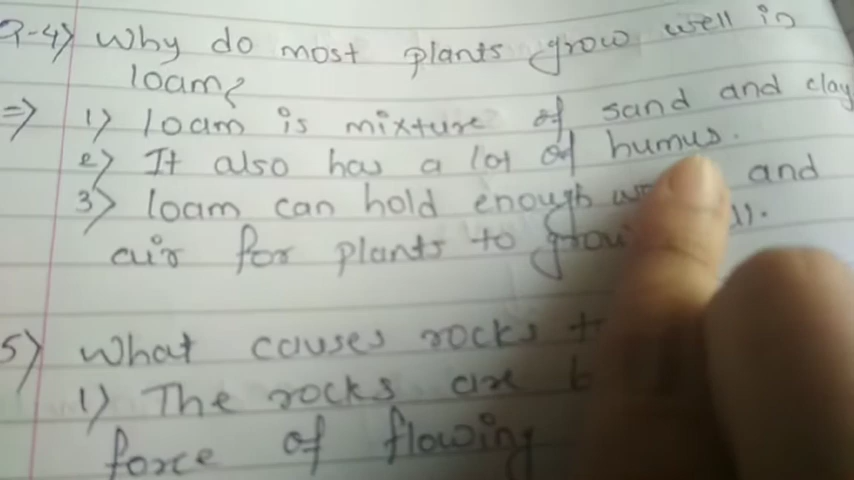 Q-4) Why do most plants grow well in
loam?
=> 1) loam is mixture of sand and clay
2) It also has a lot of humus.
3) loam can hold enough and
air for plants to
5) What causes rocks
1) The rocks are
force of flowing